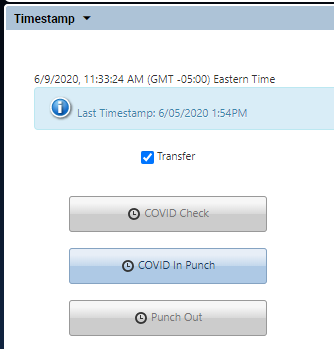 Timestamp
6/9/2020, 11:33:24 AM (GMT -05:00) Eastern Time
Last Timestamp: 6/05/2020 1:54PM
Transfer
COVID Check
COVID In Punch
Punch Out